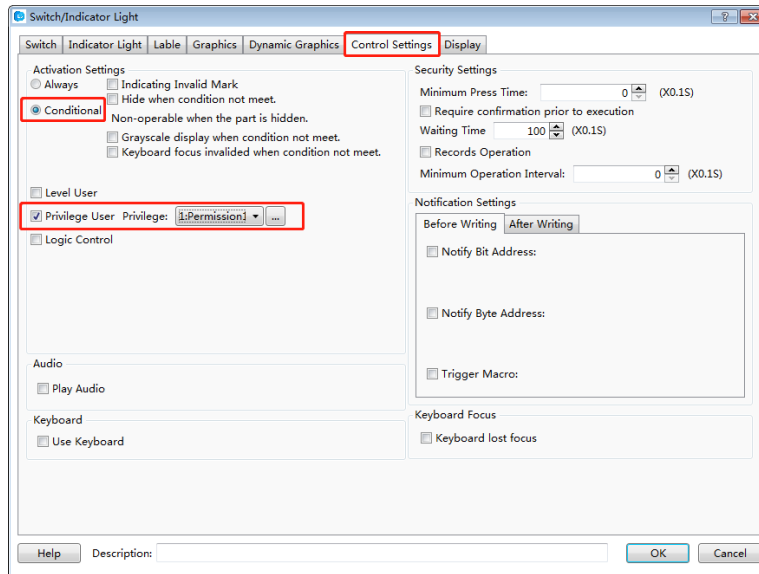 Switch/Indicator Light
Switch Indicator Light Lable Graphics Dynamic Graphics Control Settings Display
Activation Settings
Always
Indicating Invalid Mark
Hide when condition not meet.
Conditional
Non-operable when the part is hidden.
Grayscale display when condition not meet.
Keyboard focus invalided when condition not meet.
Level User
Privilege User Privilege: 1:Permission1 ...
Logic Control
Audio
Play Audio
Keyboard
Use Keyboard
Security Settings
Minimum Press Time: 0 (X0.1S)
Require confirmation prior to execution
Waiting Time 100 (X0.1S)
Records Operation
Minimum Operation Interval: 0 (X0.1S)
Notification Settings
Before Writing After Writing
Notify Bit Address:
Notify Byte Address:
Trigger Macro:
Keyboard Focus
Keyboard lost focus
Help Description: OK Cancel